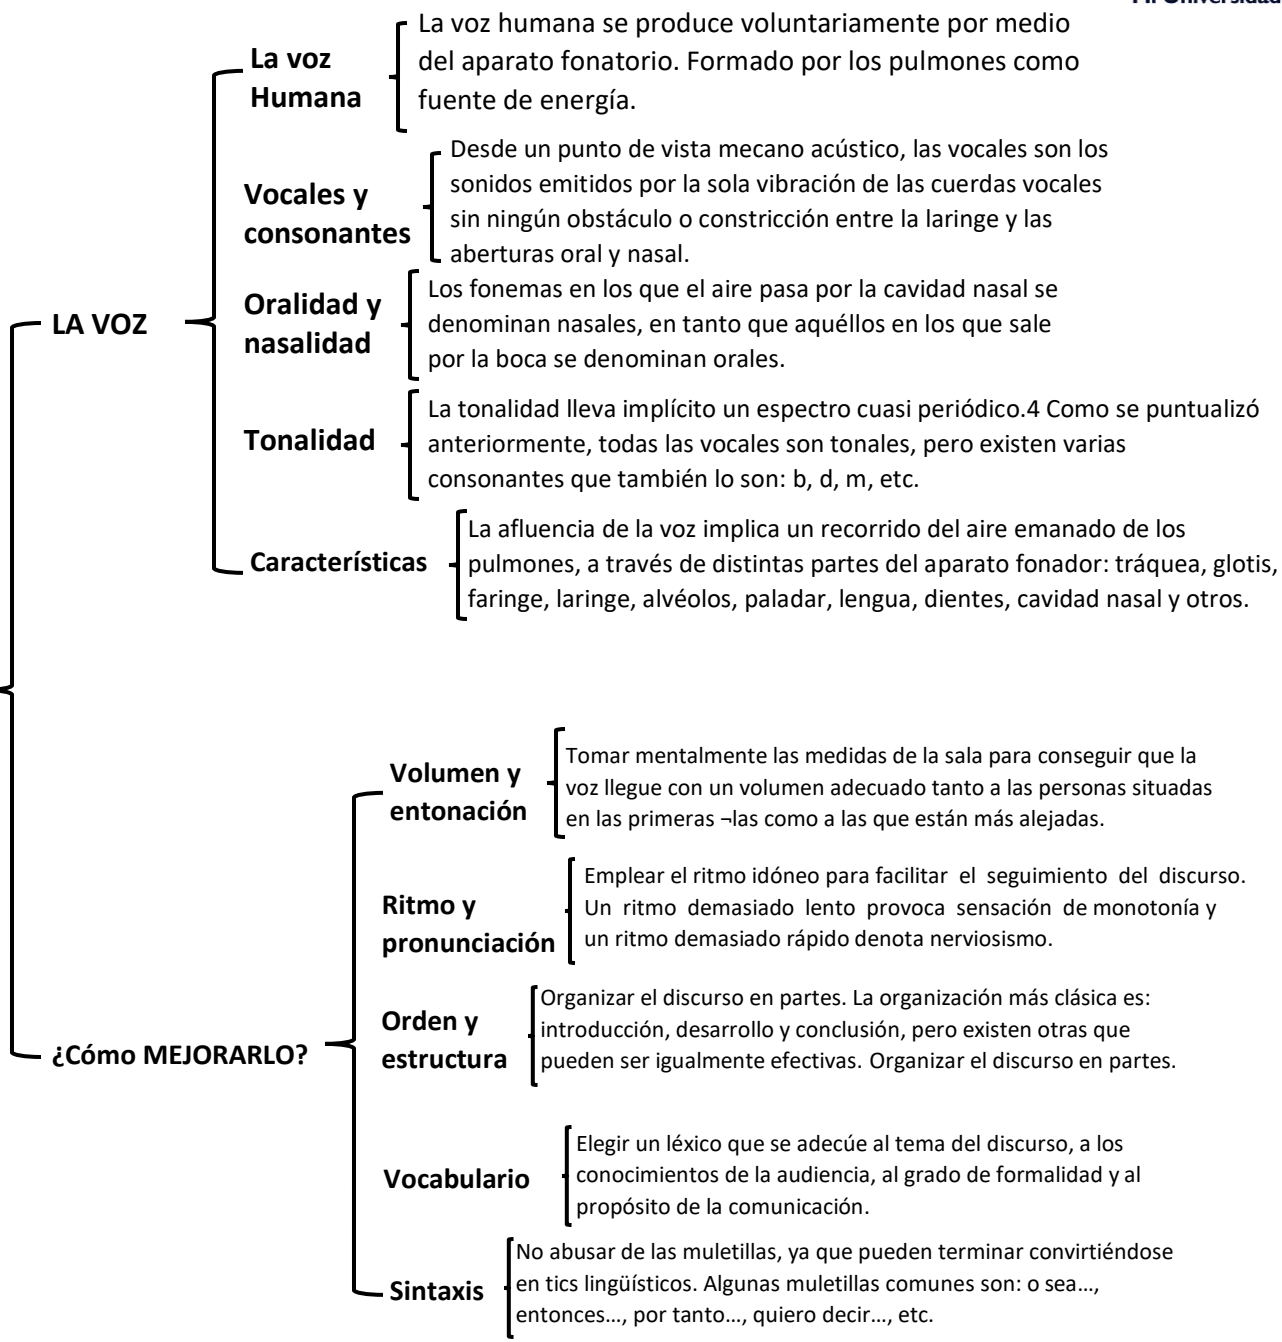 La voz
Humana
La voz humana se produce voluntariamente por medio
del aparato fonatorio. Formado por los pulmones como
fuente de energía.
Vocales y
consonantes
Desde un punto de vista mecano acústico, las vocales son los
sonidos emitidos por la sola vibración de las cuerdas vocales
sin ningún obstáculo o constricción entre la laringe y las
aberturas oral y nasal.
LA VOZ
Oralidad y
nasalidad
Los fonemas en los que el aire pasa por la cavidad nasal se
denominan nasales, en tanto que aquéllos en los que sale
por la boca se denominan orales.
Tonalidad
La tonalidad lleva implícito un espectro cuasi periódico.4 Como se puntualizó
anteriormente, todas las vocales son tonales, pero existen varias
consonantes que también lo son: b, d, m, etc.
Características
La afluencia de la voz implica un recorrido del aire emanado de los
pulmones, a través de distintas partes del aparato fonador: tráquea, glotis,
faringe, laringe, alvéolos, paladar, lengua, dientes, cavidad nasal y otros.
¿Cómo MEJORARLO?
Volumen y
entonación
Tomar mentalmente las medidas de la sala para conseguir que la
voz llegue con un volumen adecuado tanto a las personas situadas
en las primeras ¬las como a las que están más alejadas.
Ritmo y
pronunciación
Emplear el ritmo idóneo para facilitar el seguimiento del discurso.
Un ritmo demasiado lento provoca sensación de monotonía y
un ritmo demasiado rápido denota nerviosismo.
Orden y
estructura
Organizar el discurso en partes. La organización más clásica es:
introducción, desarrollo y conclusión, pero existen otras que
pueden ser igualmente efectivas. Organizar el discurso en partes.
Vocabulario
Elegir un léxico que se adecúe al tema del discurso, a los
conocimientos de la audiencia, al grado de formalidad y al
propósito de la comunicación.
Sintaxis
No abusar de las muletillas, ya que pueden terminar convirtiéndose
en tics lingüísticos. Algunas muletillas comunes son: o sea…,
entonces…, por tanto…, quiero decir…, etc.